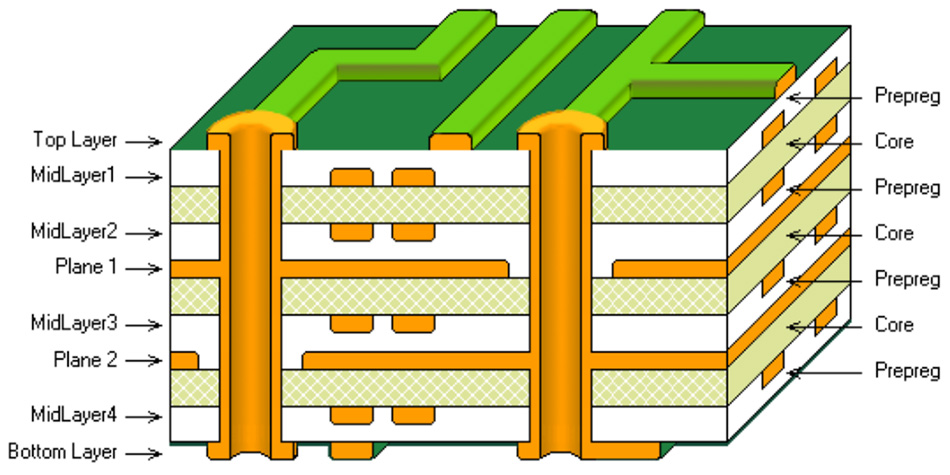 Top Layer
MidLayer1
MidLayer2
Plane 1
MidLayer3
Plane 2
MidLayer4
Bottom Layer
Prepreg
Core
Prepreg
Core
Prepreg
Core
Prepreg